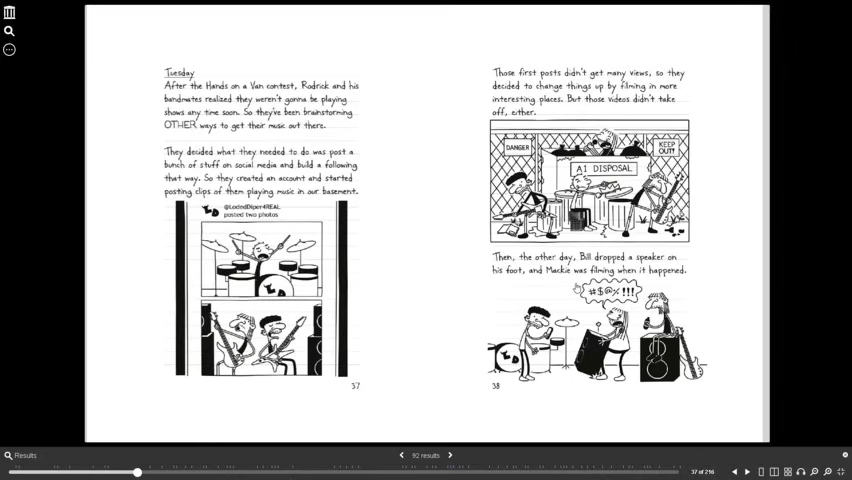 Tuesday
After the Hands on a Van contest, Rodrick and his
bandmates realized they weren't gonna be playing
shows any time soon. So they've been brainstorming
OTHER ways to get their music out there.
They decided what they needed to do was post a
bunch of stuff on social media and build a following
that way. So they created an account and started
posting clips of them playing music in our basement.
LD
@LodedDiper4REAL
posted two photos
LD
37
Those first posts didn't get many views, so they
decided to change things up by filming in more
interesting places. But those videos didn't take
off, either.
DANGER
KEEP
OUT!
A1 DISPOSAL
Then, the other day, Bill dropped a speaker on
his foot, and Mackie was filming when it happened.
#$@%!!!
LD
38
Results
92 results
37 of 216